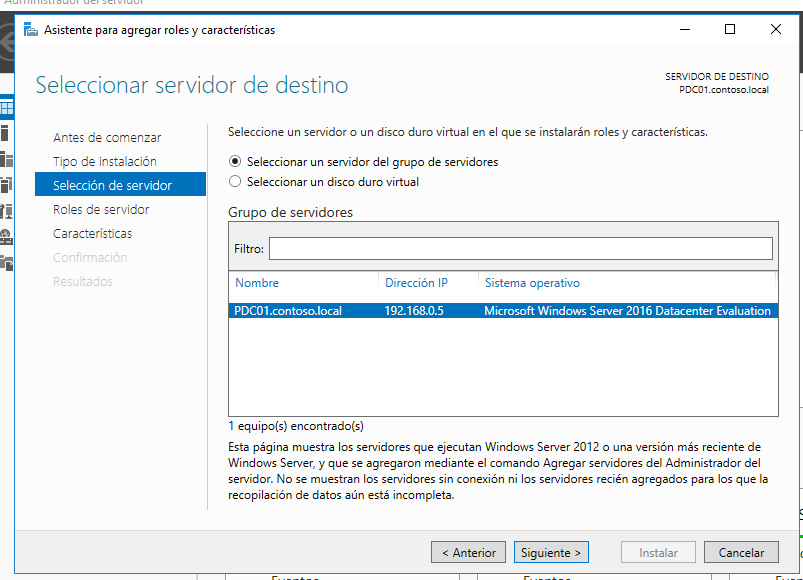 Administrador del servidor
Asistente para agregar roles y características
Seleccionar servidor de destino
SERVIDOR DE DESTINO
PDC01.contoso.local
Antes de comenzar
Tipo de instalación
Selección de servidor
Roles de servidor
Características
Confirmación
Resultados
Seleccione un servidor o un disco duro virtual en el que se instalarán roles y características.
Seleccionar un servidor del grupo de servidores
Seleccionar un disco duro virtual
Grupo de servidores
Filtro:
Nombre Dirección IP Sistema operativo
PDC01.contoso.local 192.168.0.5 Microsoft Windows Server 2016 Datacenter Evaluation
1 equipo(s) encontrado(s)
Esta página muestra los servidores que ejecutan Windows Server 2012 o una versión más reciente de
Windows Server, y que se agregaron mediante el comando Agregar servidores del Administrador del
servidor. No se muestran los servidores sin conexión ni los servidores recién agregados para los que la
recopilación de datos aún está incompleta.
< Anterior Siguiente > Instalar Cancelar
Eventos Eventos